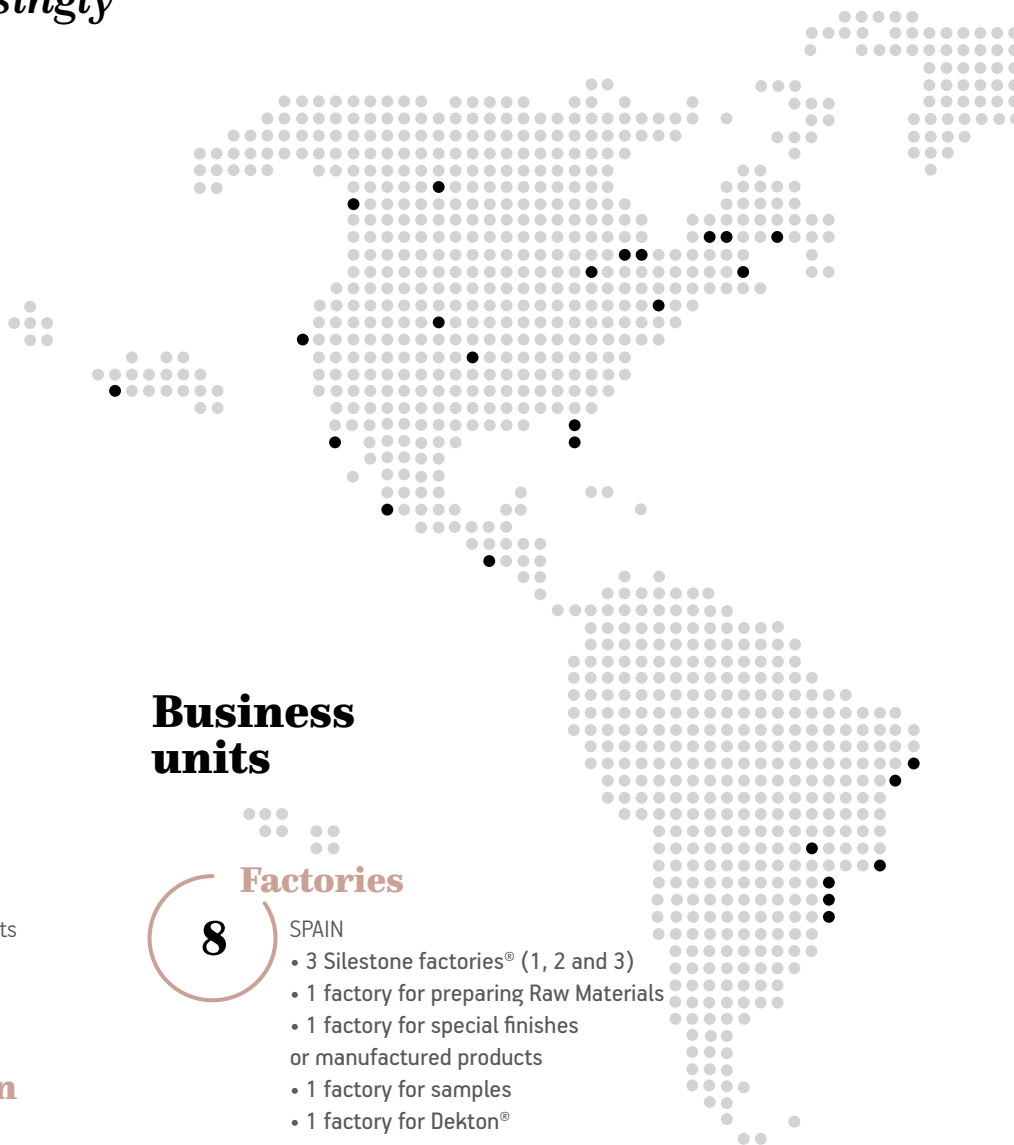 Business
units
Factories
8
SPAIN
• 3 Silestone factories® (1, 2 and 3)
• 1 factory for preparing Raw Materials
• 1 factory for special finishes
or manufactured products
• 1 factory for samples
• 1 factory for Dekton®